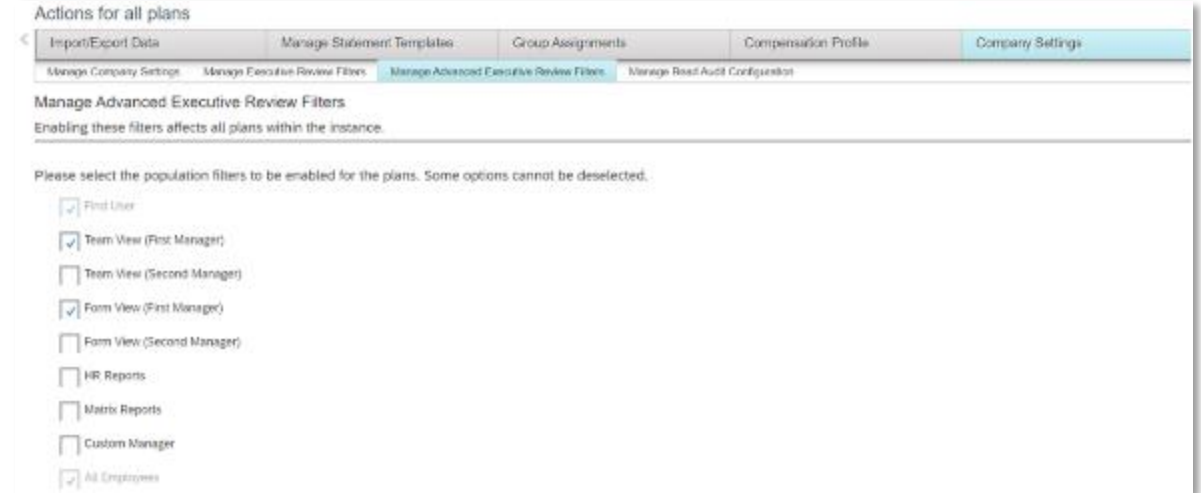 Actions for all plans
Import/Export Data Manage Statement Templates Group Assignments Compensation Profile Company Settings
Manage Company Settings Manage Executive Review Filters Manage Advanced Executive Review Filters Manage Read Audit Configuration
Manage Advanced Executive Review Filters
Enabling these filters affects all plans within the instance.
Please select the population filters to be enabled for the plans. Some options cannot be deselected.
Find User
Team View (First Manager)
Team View (Second Manager)
Form View (First Manager)
Form View (Second Manager)
HR Reports
Matrix Reports
Custom Manager
All Employees